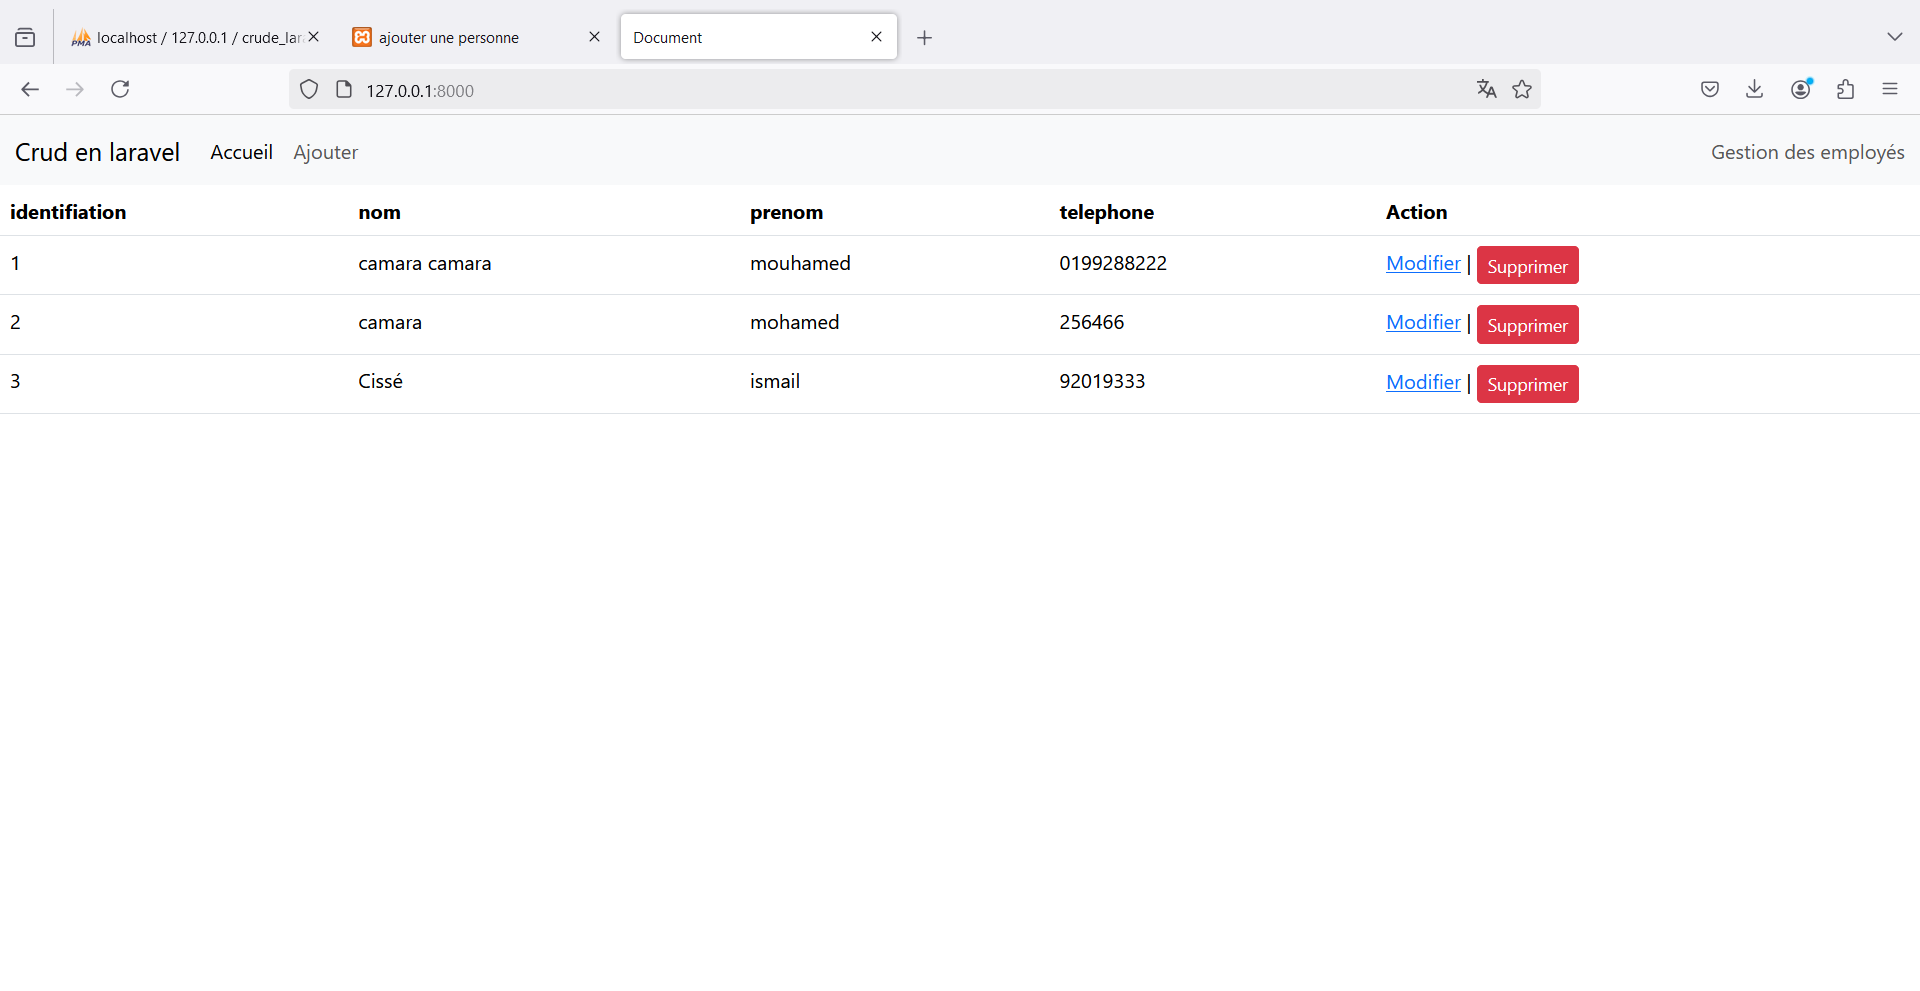 localhost / 127.0.0.1 / crude_lar
ajouter une personne
Document
127.0.0.1:8000
Crud en laravel Accueil Ajouter Gestion des employés
identifiation nom prenom telephone Action
1 camara camara mouhamed 0199288222 Modifier | Supprimer
2 camara mohamed 256466 Modifier | Supprimer
3 Cissé ismail 92019333 Modifier | Supprimer